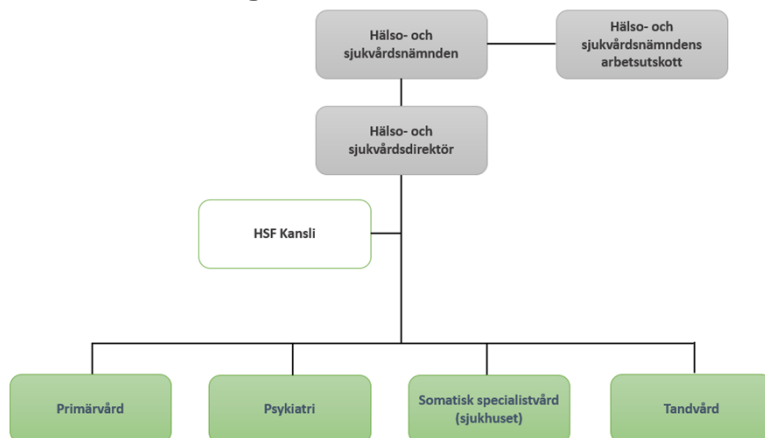 Hälso- och
sjukvårdsnämnden
Hälso- och
sjukvårdsnämndens
arbetsutskott
Hälso- och
sjukvårdsdirektör
HSF Kansli
Primärvård
Psykiatri
Somatisk specialistvård
(sjukhuset)
Tandvård